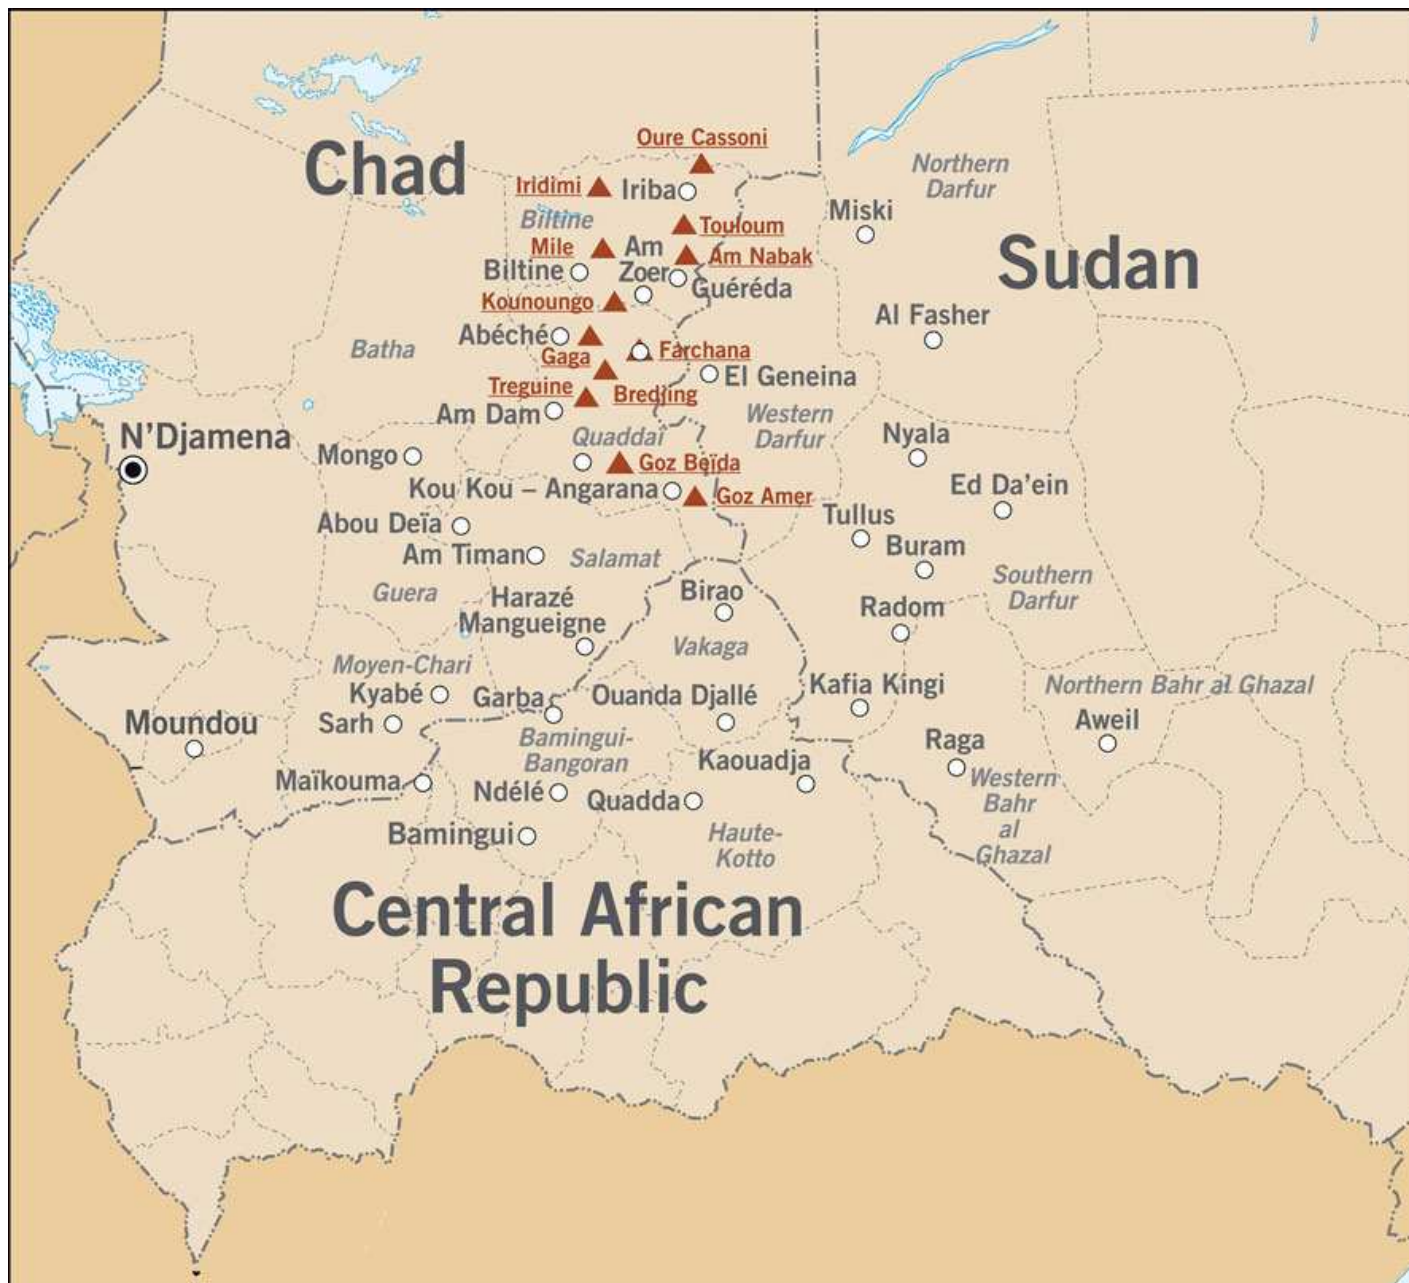 Oure Cassoni
Northern
Darfur
Chad
Iridimi
Iriba
Biltine
Miski
Touloum
Mile
Am
Zoer
Am Nabak
Sudan
Biltine
Guéréda
Kounoungo
Al Fasher
Abéché
Batha
Gaga
Farchana
El Geneina
Treguine
Bredjing
Am Dam
Western
Darfur
N'Djamena
Quaddai
Nyala
Mongo
Goz Beïda
Kou Kou – Angarana
Goz Amer
Ed Da'ein
Abou Deïa
Tullus
Am Timan
Salamat
Buram
Guera
Harazé
Mangueigne
Birao
Southern
Darfur
Radom
Vakaga
Moyen-Chari
Kyabé
Garba
Ouanda Djallé
Kafia Kingi
Northern Bahr al Ghazal
Moundou
Sarh
Aweil
Bamingui-
Bangoran
Raga
Kaouadja
Maïkouma
Ndélé
Quadda
Western
Bahr
al
Ghazal
Bamingui
Haute-
Kotto
Central African
Republic